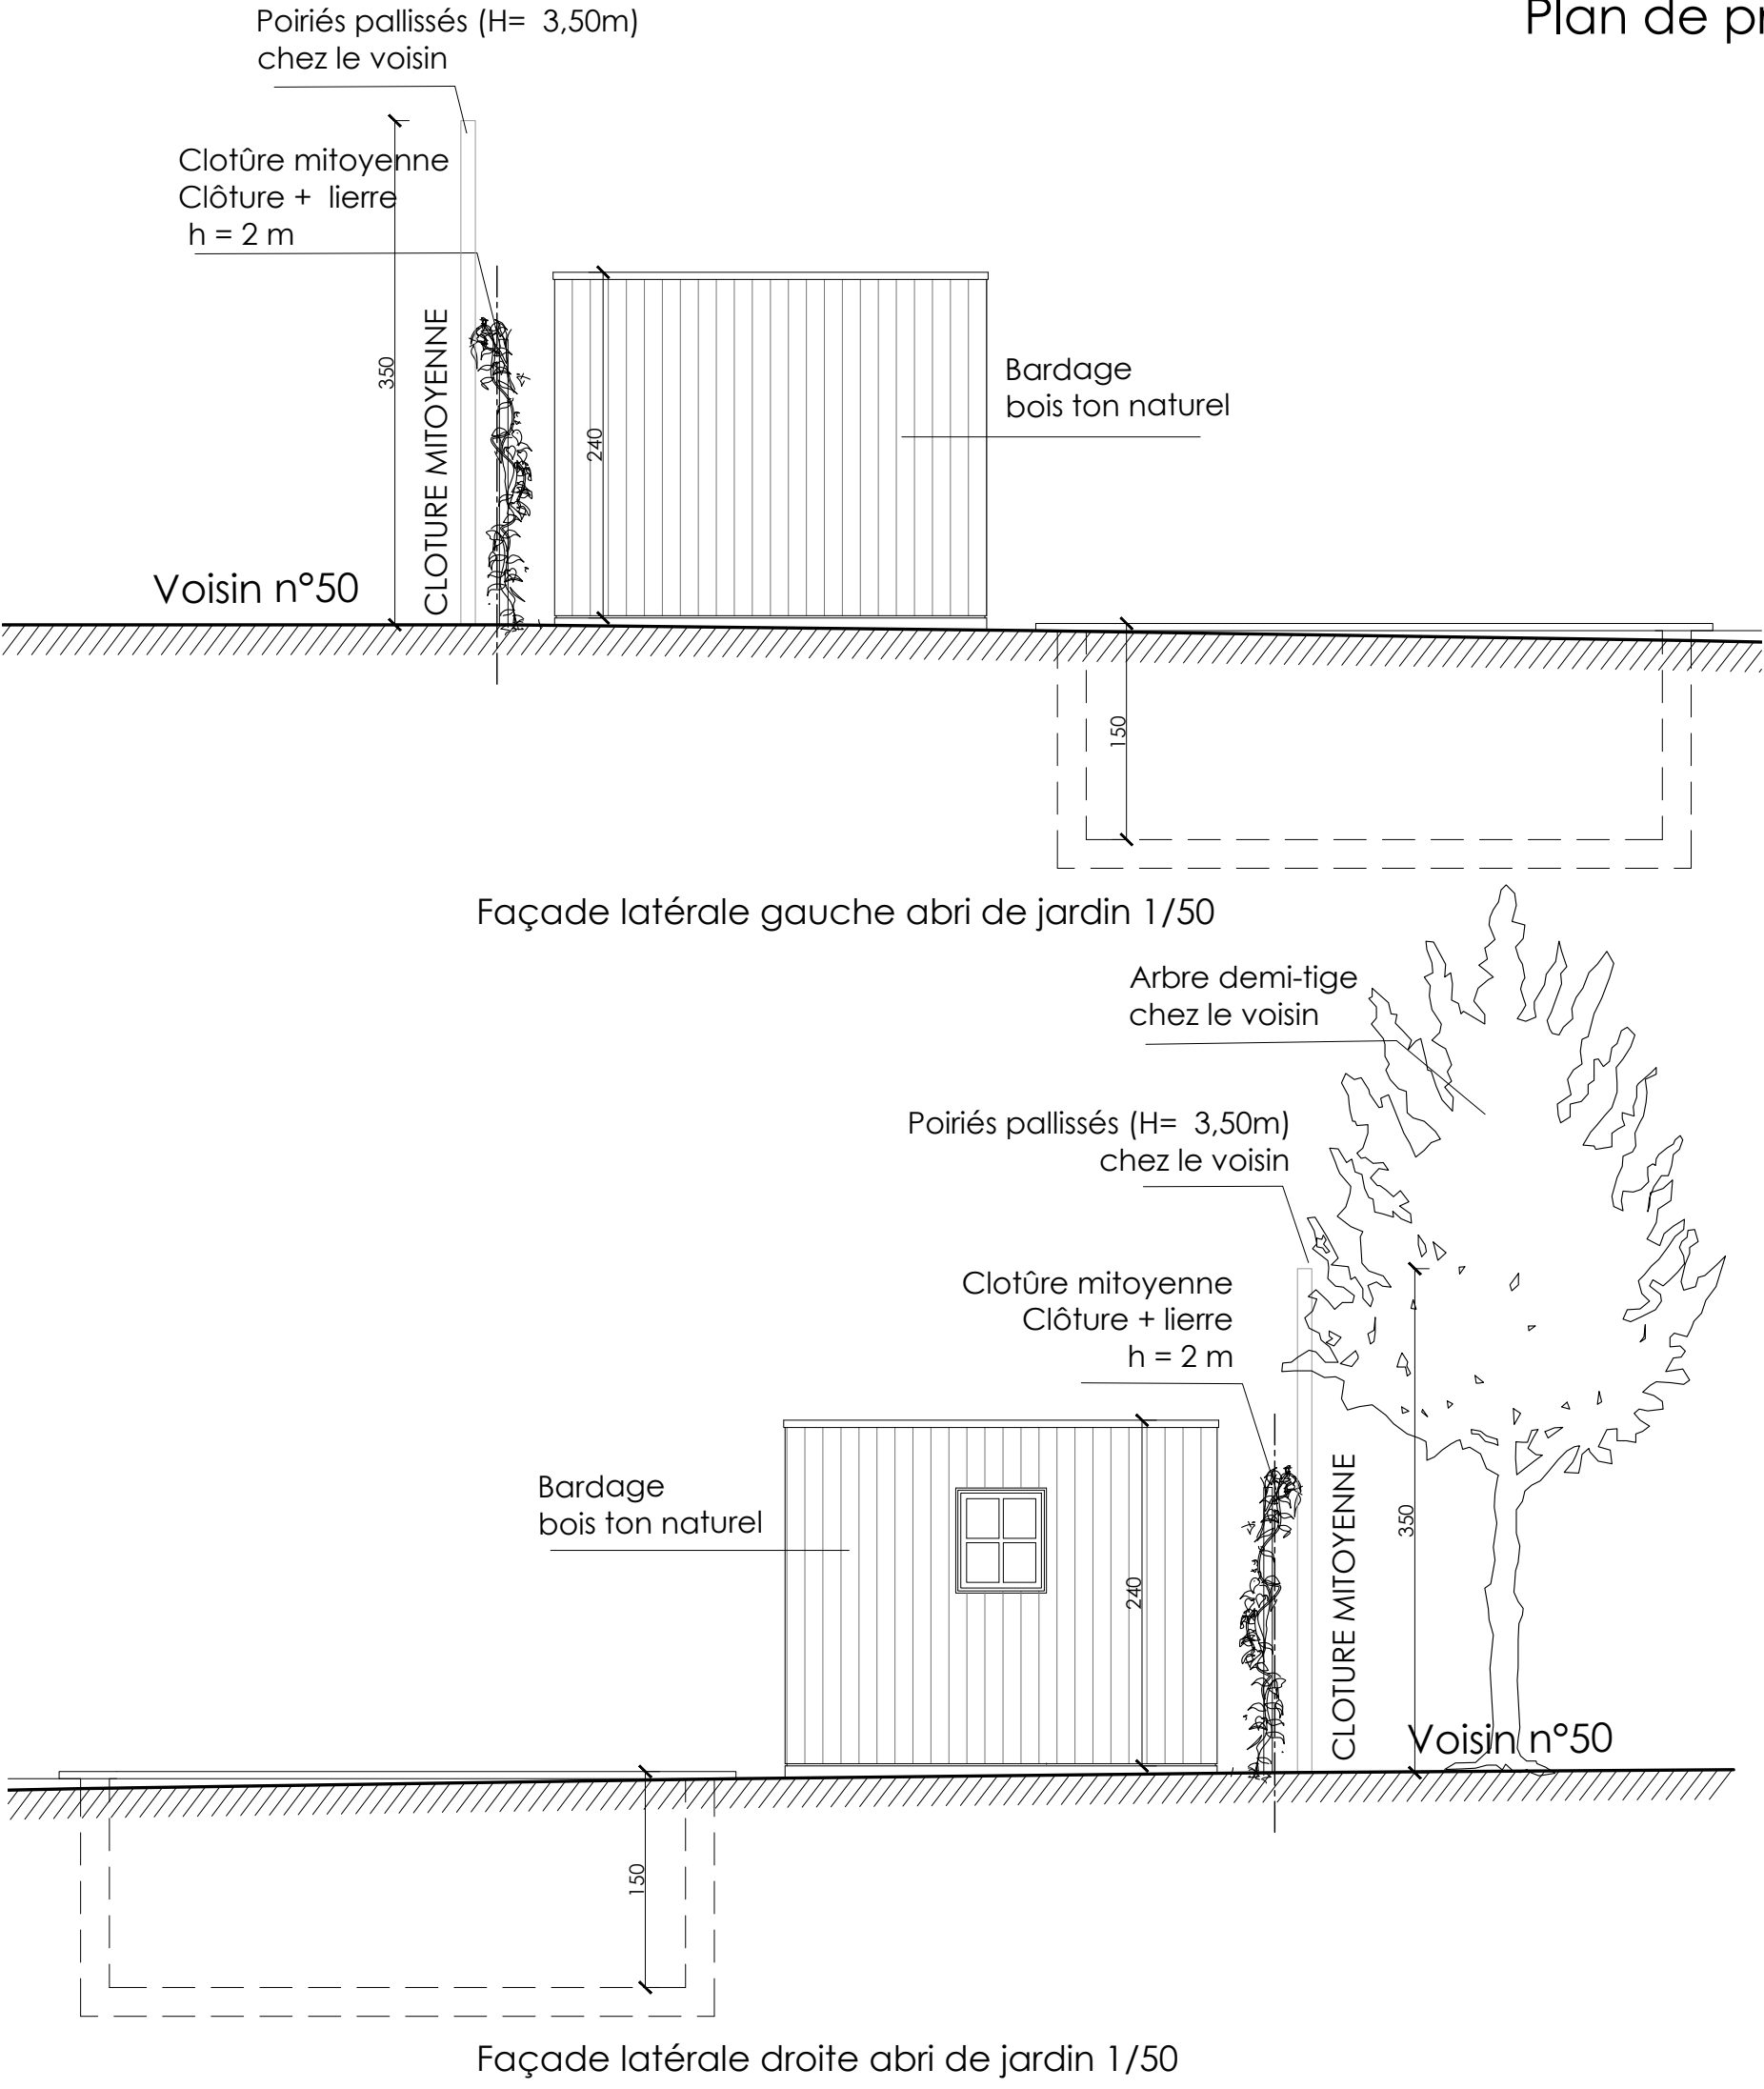 Plan de pr
Poiriés pallissés (H= 3,50m)
chez le voisin
Clotûre mitoyenne
Clôture + lierre
h = 2 m
350
CLOTURE MITOYENNE
240
Bardage
bois ton naturel
Voisin n°50
150
Façade latérale gauche abri de jardin 1/50
Arbre demi-tige
chez le voisin
Poiriés pallissés (H= 3,50m)
chez le voisin
Clotûre mitoyenne
Clôture + lierre
h = 2 m
Bardage
bois ton naturel
240
CLOTURE MITOYENNE
350
Voisin n°50
150
Façade latérale droite abri de jardin 1/50